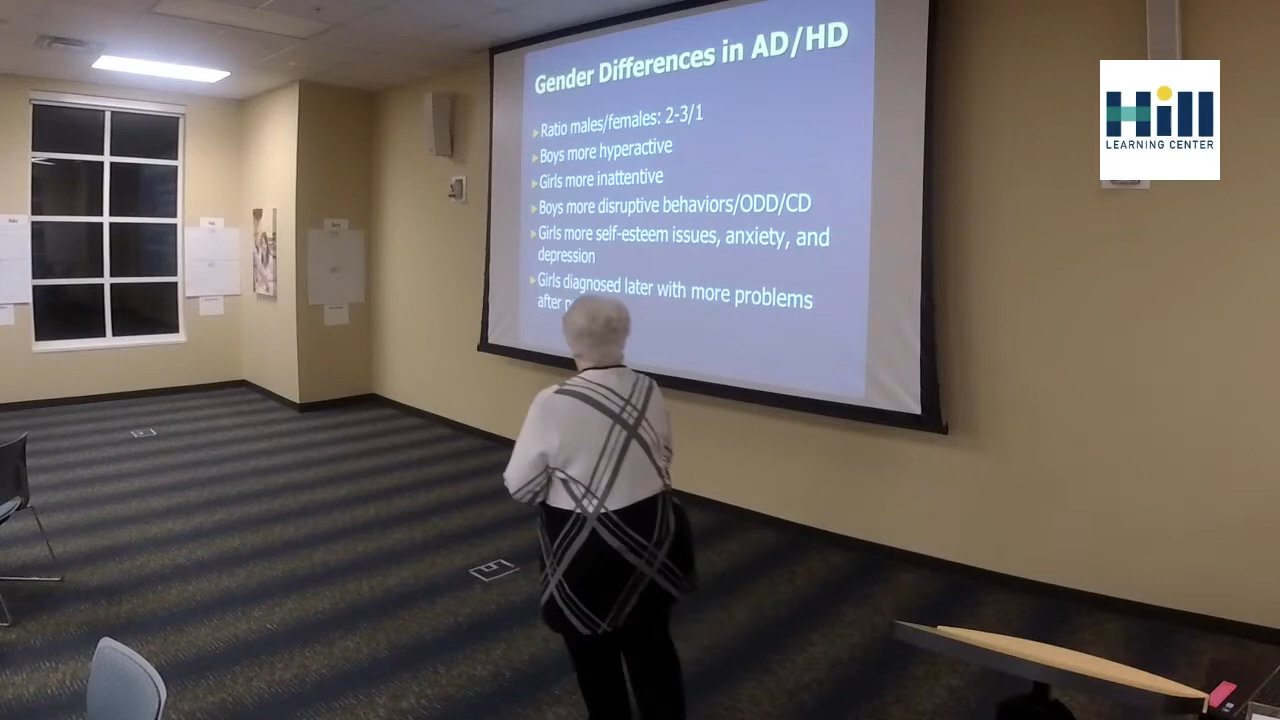 Gender Differences in AD/HD
Ratio males/females: 2-3/1
Boys more hyperactive
Girls more inattentive
Boys more disruptive behaviors/ODD/CD
Girls more self-esteem issues, anxiety, and
depression
Girls diagnosed later with more problems
after
Hill
LEARNING CENTER